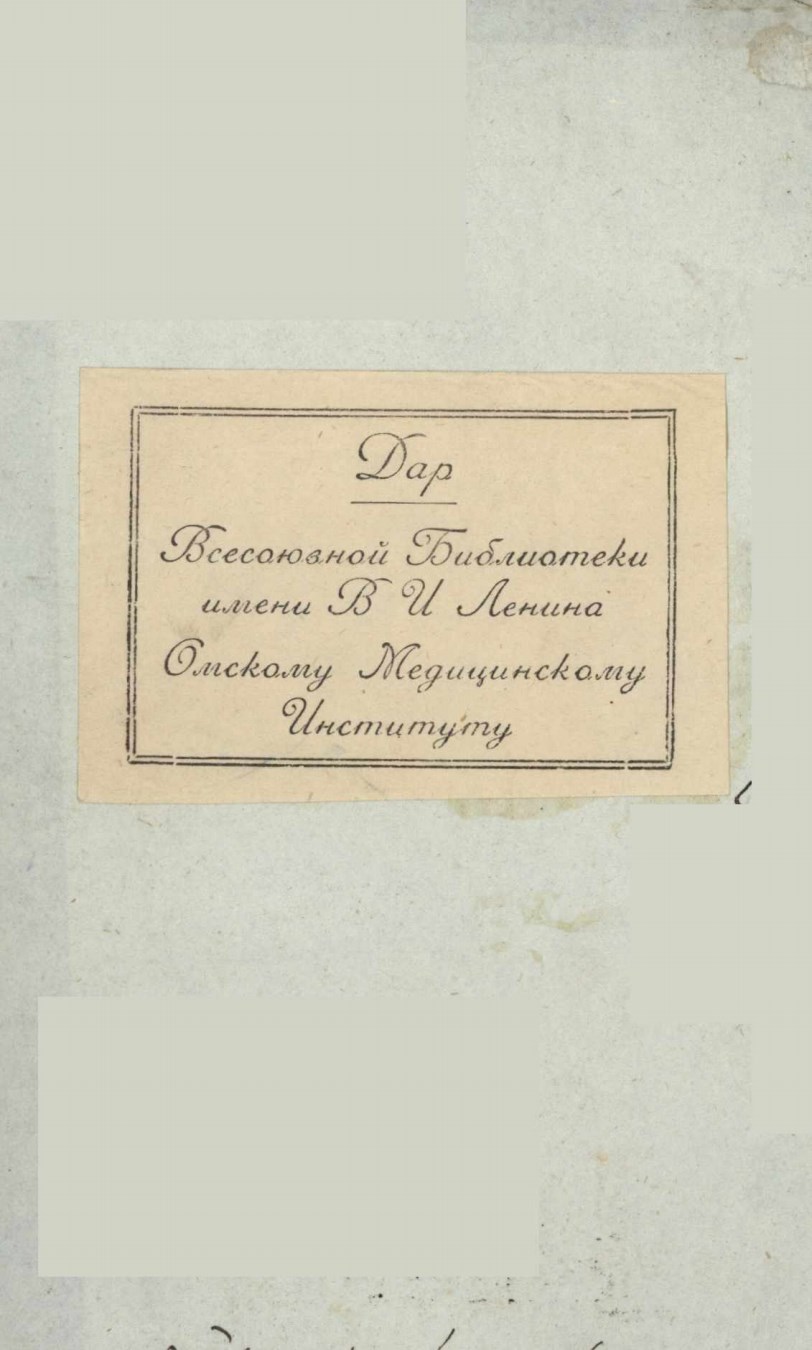 Дар
Всесоюзной Библиотеки
имени В И Ленина
Омскому Медицинскому
Институту